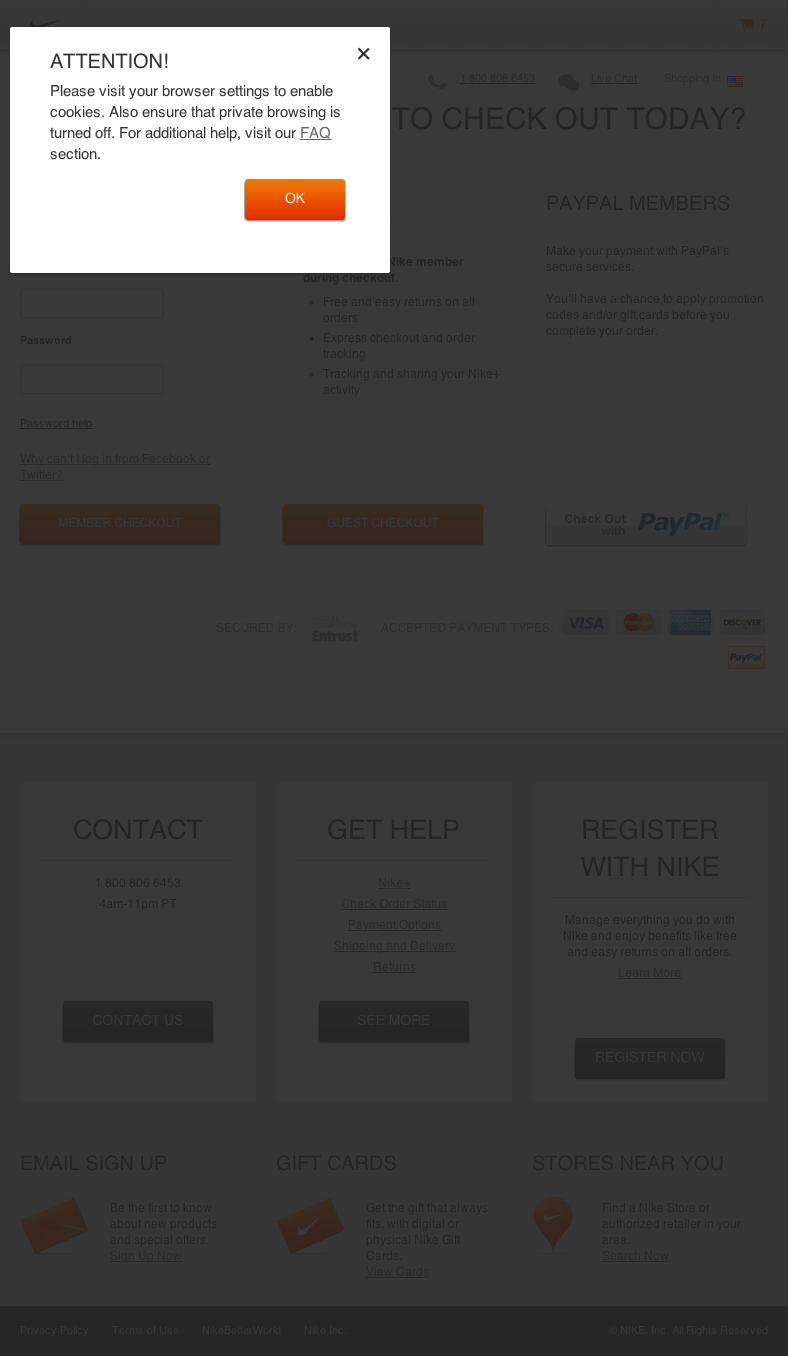 7
ATTENTION!
Please visit your browser settings to enable
cookies. Also ensure that private browsing is
turned off. For additional help, visit our FAQ
section.
OK
1 800 806 6453
Live Chat
Shopping In
TO CHECK OUT TODAY?
Nike member
during checkout.
Free and easy returns on all
orders
Express checkout and order
tracking
Tracking and sharing your Nike+
activity
PAYPAL MEMBERS
Make your payment with PayPal's
secure services.
You'll have a chance to apply promotion
codes and/or gift cards before you
complete your order.
Password
Password help
Why can't I log in from Facebook or
Twitter?
MEMBER CHECKOUT
GUEST CHECKOUT
Check Out
with
PayPal
SECURED BY:
Entrust
ACCEPTED PAYMENT TYPES:
VISA
MasterCard
DISCOVER
PayPal
CONTACT
1 800 806 6453
4am-11pm PT
CONTACT US
GET HELP
Nike+
Check Order Status
Payment Options
Shipping and Delivery
Returns
SEE MORE
REGISTER
WITH NIKE
Manage everything you do with
Nike and enjoy benefits like free
and easy returns on all orders.
Learn More
REGISTER NOW
EMAIL SIGN UP
Be the first to know
about new products
and special offers.
Sign Up Now
GIFT CARDS
Get the gift that always
fits, with digital or
physical Nike Gift
Cards.
View Cards
STORES NEAR YOU
Find a Nike Store or
authorized retailer in your
area.
Search Now
Privacy Policy
Terms of Use
NikeBetterWorld
Nike Inc.
© NIKE, Inc. All Rights Reserved